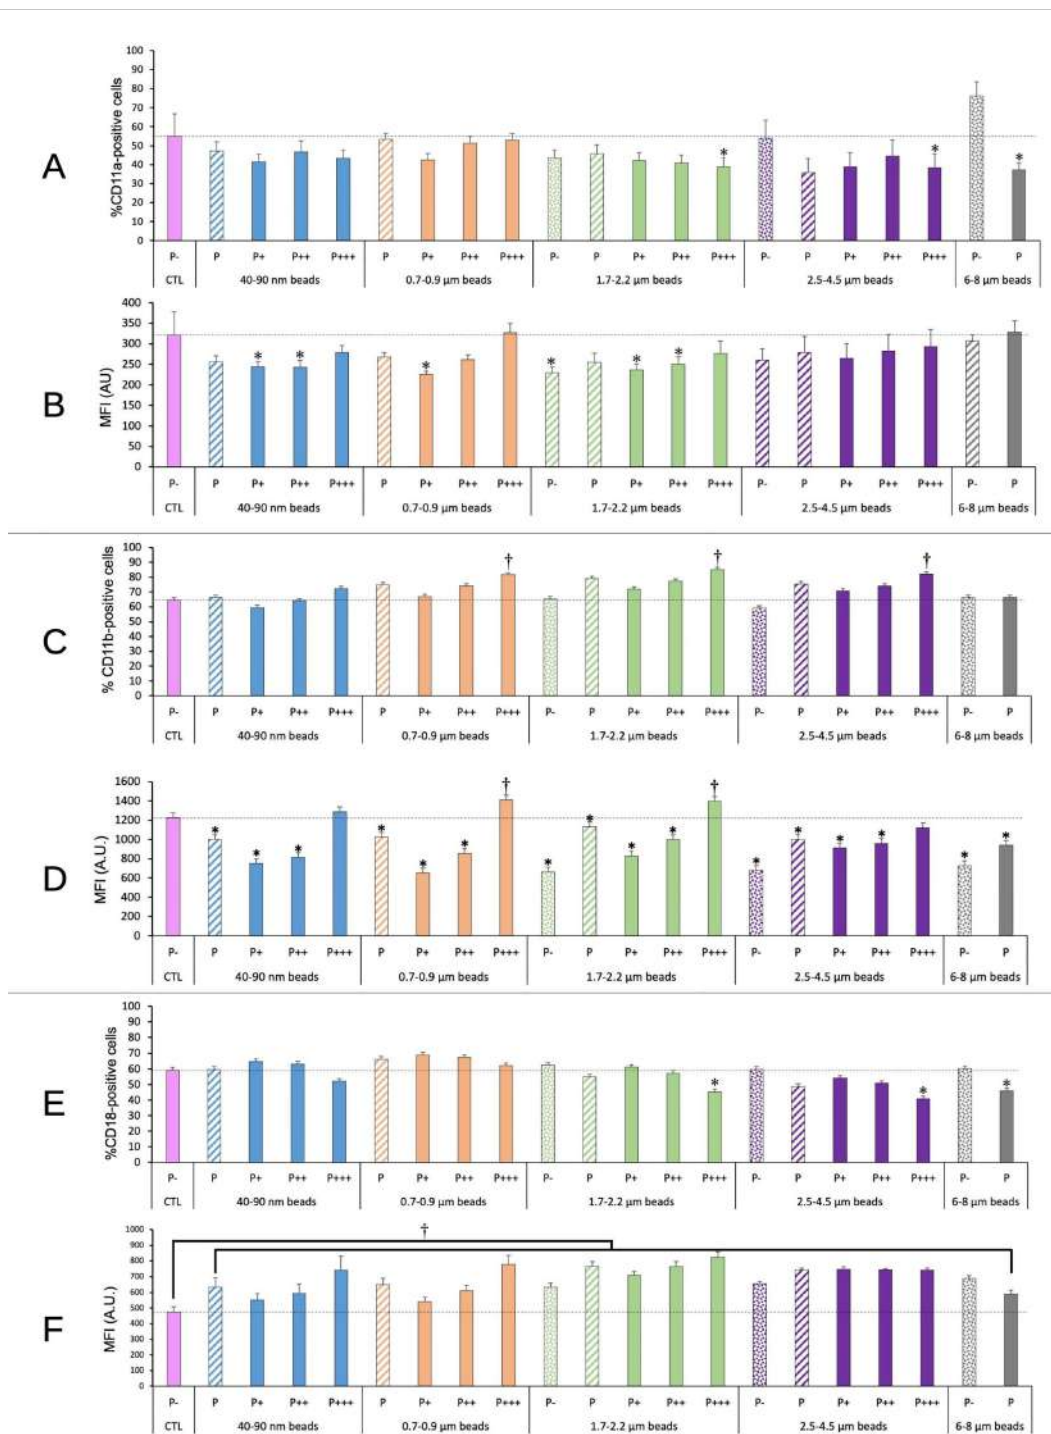 A
%CD11a-positive cells
100
90
80
70
60
50
40
30
20
10
0
* * *
P- P P+ P++ P+++ P P+ P++ P+++ P- P P+ P++ P+++ P- P P+ P++ P+++ P- P
CTL 40-90 nm beads 0.7-0.9 µm beads 1.7-2.2 µm beads 2.5-4.5 µm beads 6-8 µm beads
B
MFI (AU)
400
350
300
250
200
150
100
50
0
* * * * * *
P- P P+ P++ P+++ P P+ P++ P+++ P- P P+ P++ P+++ P- P P+ P++ P+++ P- P
CTL 40-90 nm beads 0.7-0.9 µm beads 1.7-2.2 µm beads 2.5-4.5 µm beads 6-8 µm beads
C
% CD11b-positive cells
100
90
80
70
60
50
40
30
20
10
0
† † †
P- P P+ P++ P+++ P P+ P++ P+++ P- P P+ P++ P+++ P- P P+ P++ P+++ P- P
CTL 40-90 nm beads 0.7-0.9 µm beads 1.7-2.2 µm beads 2.5-4.5 µm beads 6-8 µm beads
D
MFI (A.U.)
1600
1400
1200
1000
800
600
400
200
0
* * * * * * † * * * * † * * * * * *
P- P P+ P++ P+++ P P+ P++ P+++ P- P P+ P++ P+++ P- P P+ P++ P+++ P- P
CTL 40-90 nm beads 0.7-0.9 µm beads 1.7-2.2 µm beads 2.5-4.5 µm beads 6-8 µm beads
E
%CD18-positive cells
100
90
80
70
60
50
40
30
20
10
0
* * *
P- P P+ P++ P+++ P P+ P++ P+++ P- P P+ P++ P+++ P- P P+ P++ P+++ P- P
CTL 40-90 nm beads 0.7-0.9 µm beads 1.7-2.2 µm beads 2.5-4.5 µm beads 6-8 µm beads
F
MFI (A.U.)
1000
900
800
700
600
500
400
300
200
100
0
†
P- P P+ P++ P+++ P P+ P++ P+++ P- P P+ P++ P+++ P- P P+ P++ P+++ P- P
CTL 40-90 nm beads 0.7-0.9 µm beads 1.7-2.2 µm beads 2.5-4.5 µm beads 6-8 µm beads